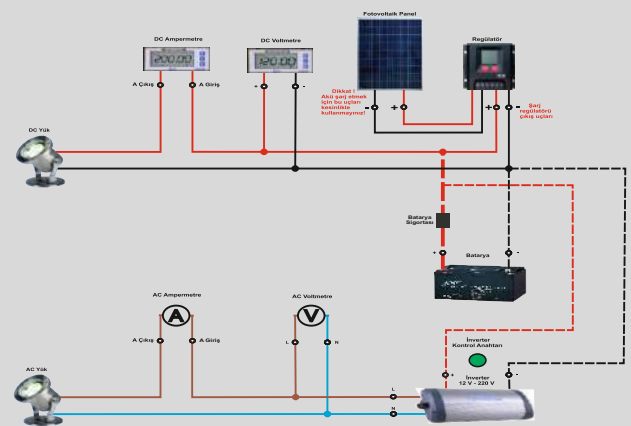 Fotovoltaik Panel
DC Ampermetre
DC Voltmetre
Regülatör
200.00
120.00
A Çıkış
A Giriş
+
-
Dikkat !
Akü şarj etmek
için bu uçları
kesinlikle
kullanmayınız!
-
+
+
-
Şarj
regülatörü
çıkış uçları
DC Yük
Batarya
Sigortası
+
Batarya
-
AC Ampermetre
AC Voltmetre
A
V
A Çıkış
A Giriş
L
N
İnverter
Kontrol Anahtarı
AC Yük
+
İnverter
12 V - 220 V
-
L
N